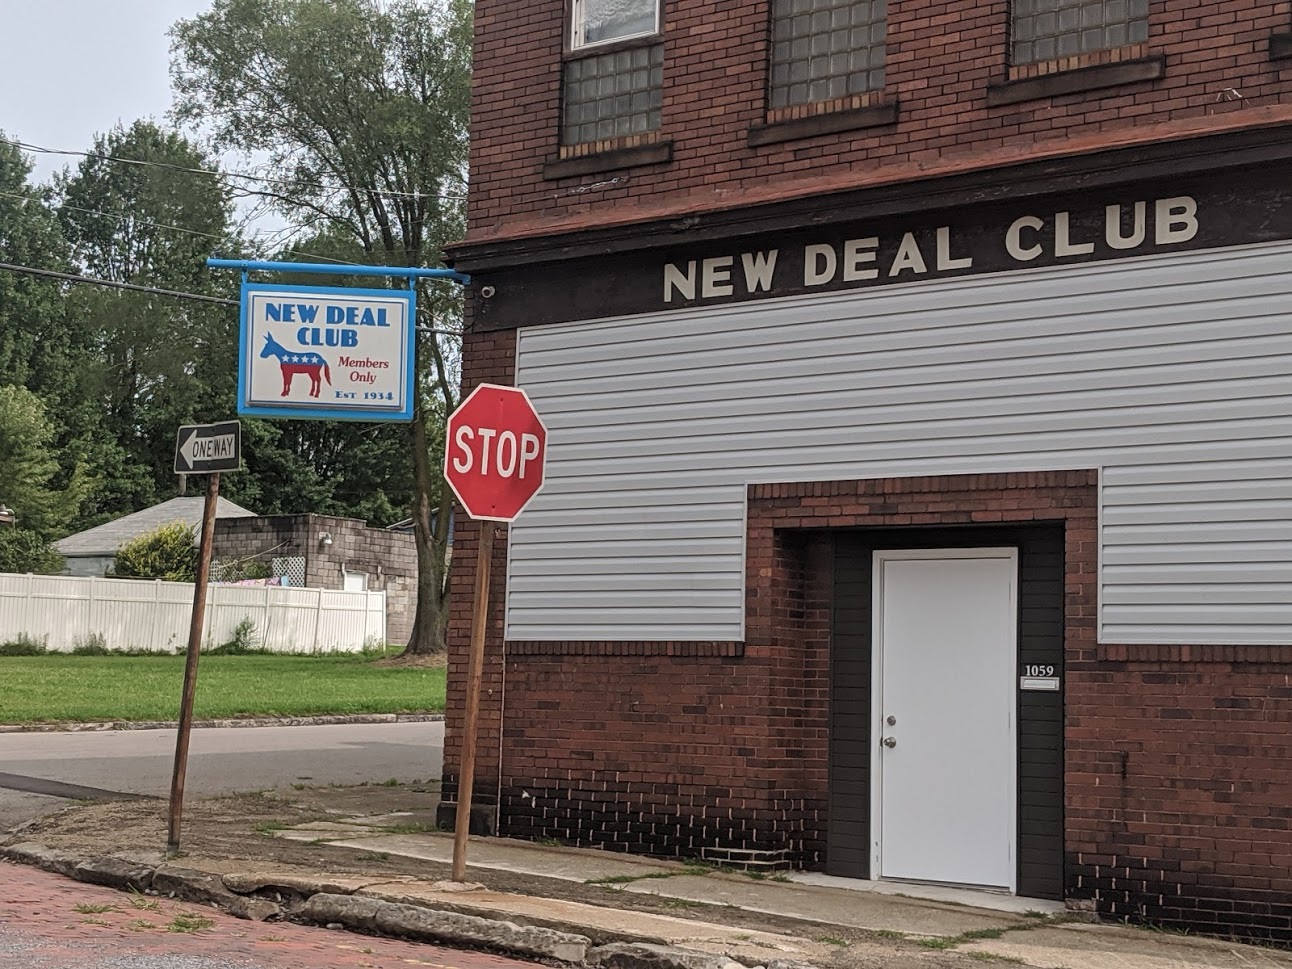 NEW DEAL CLUB
NEW DEAL
CLUB
Members
Only
EST 1934
ONE WAY
STOP
1059